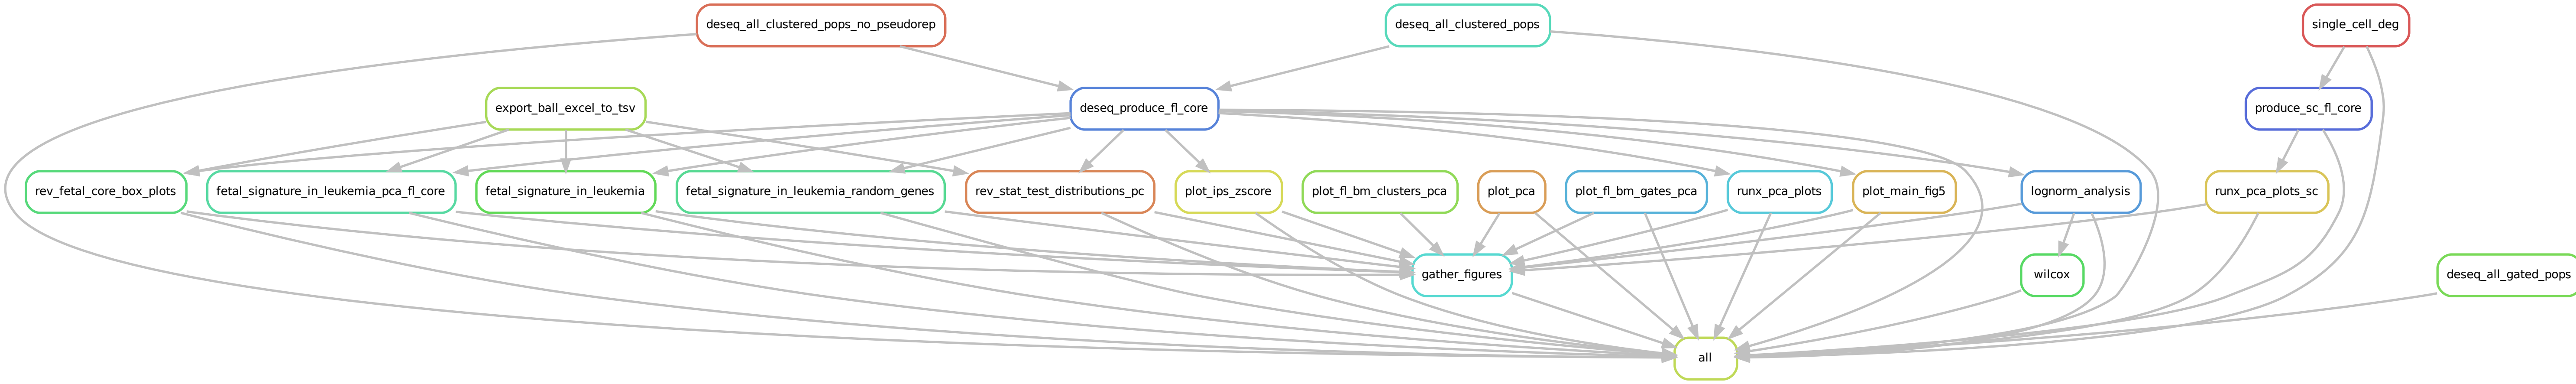 deseq_all_clustered_pops_no_pseudorep
deseq_all_clustered_pops
single_cell_deg
export_ball_excel_to_tsv
deseq_produce_fl_core
produce_sc_fl_core
rev_fetal_core_box_plots
fetal_signature_in_leukemia_pca_fl_core
fetal_signature_in_leukemia
fetal_signature_in_leukemia_random_genes
rev_stat_test_distributions_pc
plot_ips_zscore
plot_fl_bm_clusters_pca
plot_pca
plot_fl_bm_gates_pca
runx_pca_plots
plot_main_fig5
lognorm_analysis
runx_pca_plots_sc
gather_figures
wilcox
deseq_all_gated_pops
all